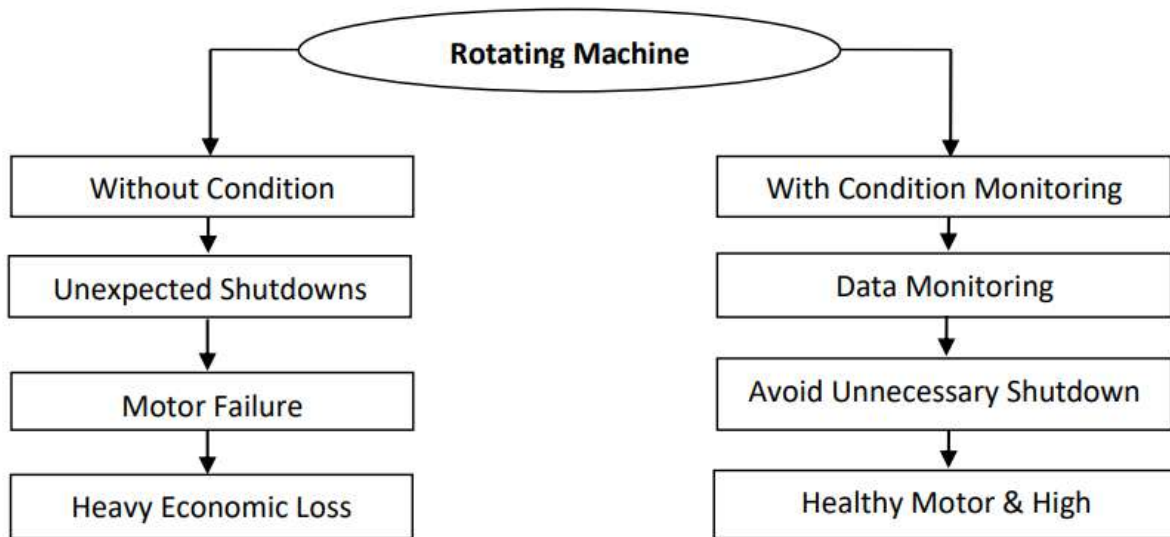 Rotating Machine
Without Condition
With Condition Monitoring
Unexpected Shutdowns
Data Monitoring
Motor Failure
Avoid Unnecessary Shutdown
Heavy Economic Loss
Healthy Motor & High